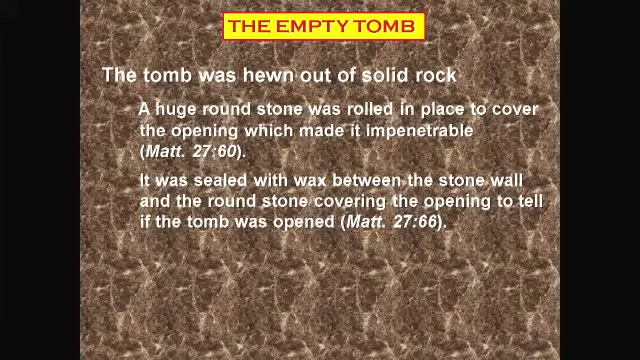 THE EMPTY TOMB
The tomb was hewn out of solid rock
A huge round stone was rolled in place to cover
the opening which made it impenetrable
(Matt. 27:60).
It was sealed with wax between the stone wall
and the round stone covering the opening to tell
if the tomb was opened (Matt. 27:66).